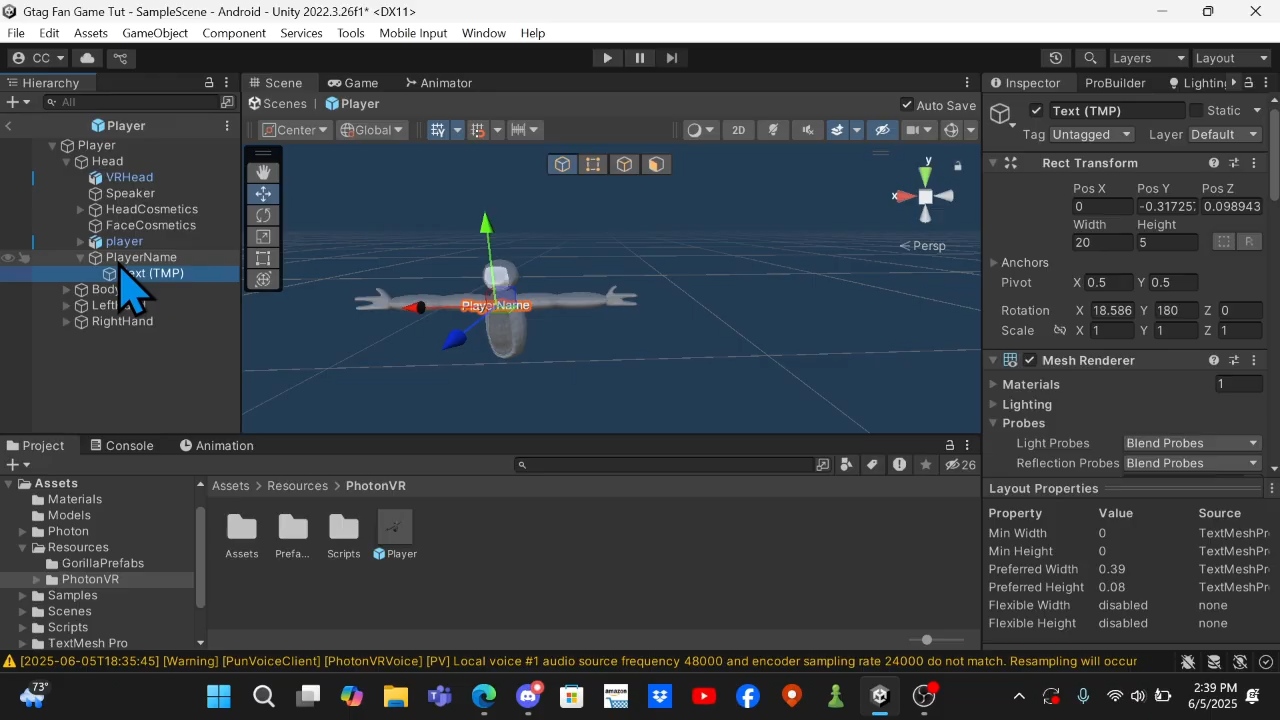 Gtag Fan Game Tut - SampleScene - Android - Unity 2022.3.26f1* <DX11>
File Edit Assets GameObject Component Services Tools Mobile Input Window Help
CC Layers Layout
Hierarchy Scene Game Animator Inspector ProBuilder Lighting
All Scenes Player Text (TMP) Static
Player Auto Save Tag Untagged Layer Default
Center Global 2D
Player
Head
VRHead
Speaker
HeadCosmetics
FaceCosmetics
player
PlayerName
Text (TMP)
RightHand
y
x
Persp
PlayerName
Rect Transform
Pos X Pos Y Pos Z
0 -0.317257 0.098943
Width Height
20 5
R
Anchors
Pivot X 0.5 Y 0.5
Rotation X 18.586 Y 180 Z 0
Scale X 1 Y 1 Z 1
Mesh Renderer
Materials 1
Lighting
Probes
Light Probes Blend Probes
Reflection Probes Blend Probes
Layout Properties
Property Value Source
Min Width 0 TextMeshPr
Min Height 0 TextMeshPr
Preferred Width 0.39 TextMeshPr
Preferred Height 0.08 TextMeshPr
Flexible Width disabled none
Flexible Height disabled none
Project Console Animation
26
Assets
Materials
Models
Photon
Resources
GorillaPrefabs
PhotonVR
Samples
Scenes
Scripts
TextMesh Pro
Assets > Resources > PhotonVR
Assets Prefa... Scripts Player
[2025-06-05T18:35:45] [Warning] [PunVoiceClient] [PhotonVRVoice] [PV] Local voice #1 audio source frequency 48000 and encoder sampling rate 24000 do not match. Resampling will occur
73°
amazon
2:39 PM
6/5/2025